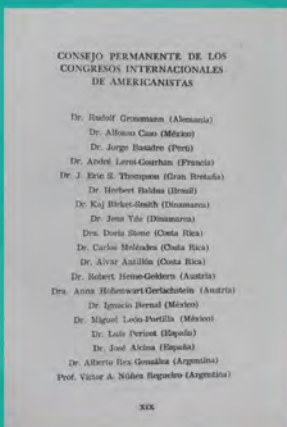 CONSEJO PERMANENTE DE LOS
CONGRESOS INTERNACIONALES
DE AMERICANISTAS
Dr. Rudolf Grossmann (Alemania)
Dr. Alfonso Caso (México)
Dr. Jorge Basadre (Perú)
Dr. André Leroi-Gourhan (Francia)
Dr. J. Eric S. Thompson (Gran Bretaña)
Dr. Herbert Baldus (Brasil)
Dr. Kaj Birket-Smith (Dinamarca)
Dr. Jens Yde (Dinamarca)
Dra. Doris Stone (Costa Rica)
Dr. Carlos Meléndez (Costa Rica)
Dr. Alvar Antillón (Costa Rica)
Dr. Robert Heine-Geldern (Austria)
Dra. Anna Hohenwart-Gerlachstein (Austria)
Dr. Ignacio Bernal (México)
Dr. Miguel León-Portilla (México)
Dr. Luis Pericot (España)
Dr. José Alcina (España)
Dr. Alberto Rex González (Argentina)
Prof. Víctor A. Núñez Regueiro (Argentina)
XIX